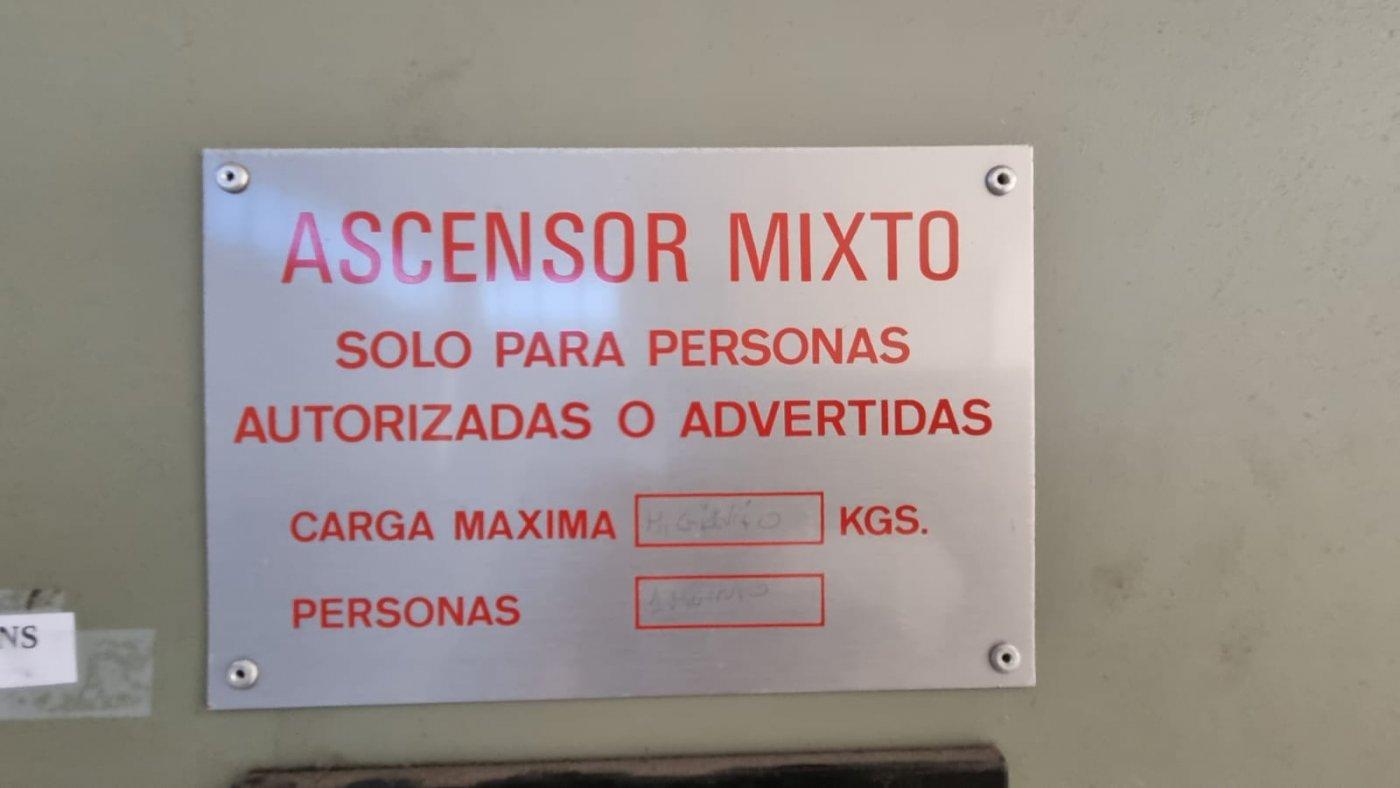 ASCENSOR MIXTO
SOLO PARA PERSONAS
AUTORIZADAS O ADVERTIDAS
CARGA MAXIMA KGS.
PERSONAS
NS